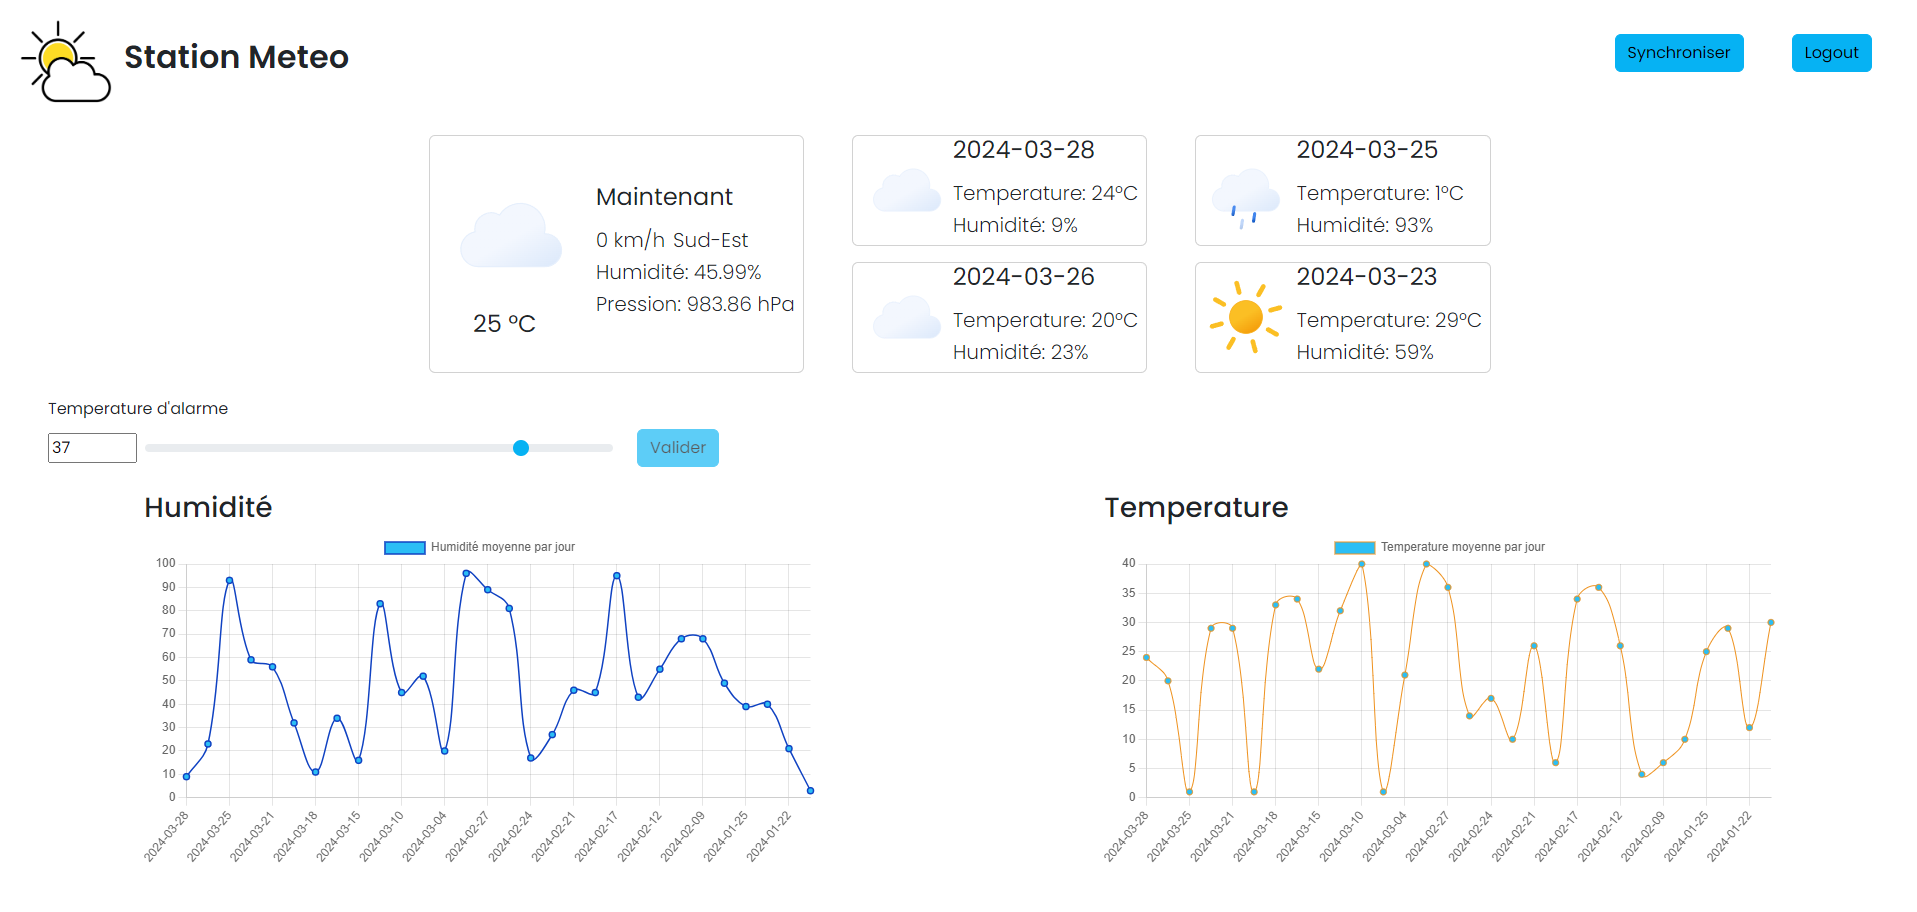 Station Meteo
Synchroniser
Logout
Maintenant
0 km/h Sud-Est
Humidité: 45.99%
Pression: 983.86 hPa
25 °C
2024-03-28
Temperature: 24°C
Humidité: 9%
2024-03-25
Temperature: 1°C
Humidité: 93%
2024-03-26
Temperature: 20°C
Humidité: 23%
2024-03-23
Temperature: 29°C
Humidité: 59%
Temperature d'alarme
37
Valider
Humidité
Humidité moyenne par jour
100
90
80
70
60
50
40
30
20
10
0
2024-03-28
2024-03-25
2024-03-21
2024-03-18
2024-03-15
2024-03-10
2024-03-04
2024-02-27
2024-02-24
2024-02-21
2024-02-17
2024-02-12
2024-02-09
2024-01-25
2024-01-22
Temperature
Temperature moyenne par jour
40
35
30
25
20
15
10
5
0
2024-03-28
2024-03-25
2024-03-21
2024-03-18
2024-03-15
2024-03-10
2024-03-04
2024-02-27
2024-02-24
2024-02-21
2024-02-17
2024-02-12
2024-02-09
2024-01-25
2024-01-22